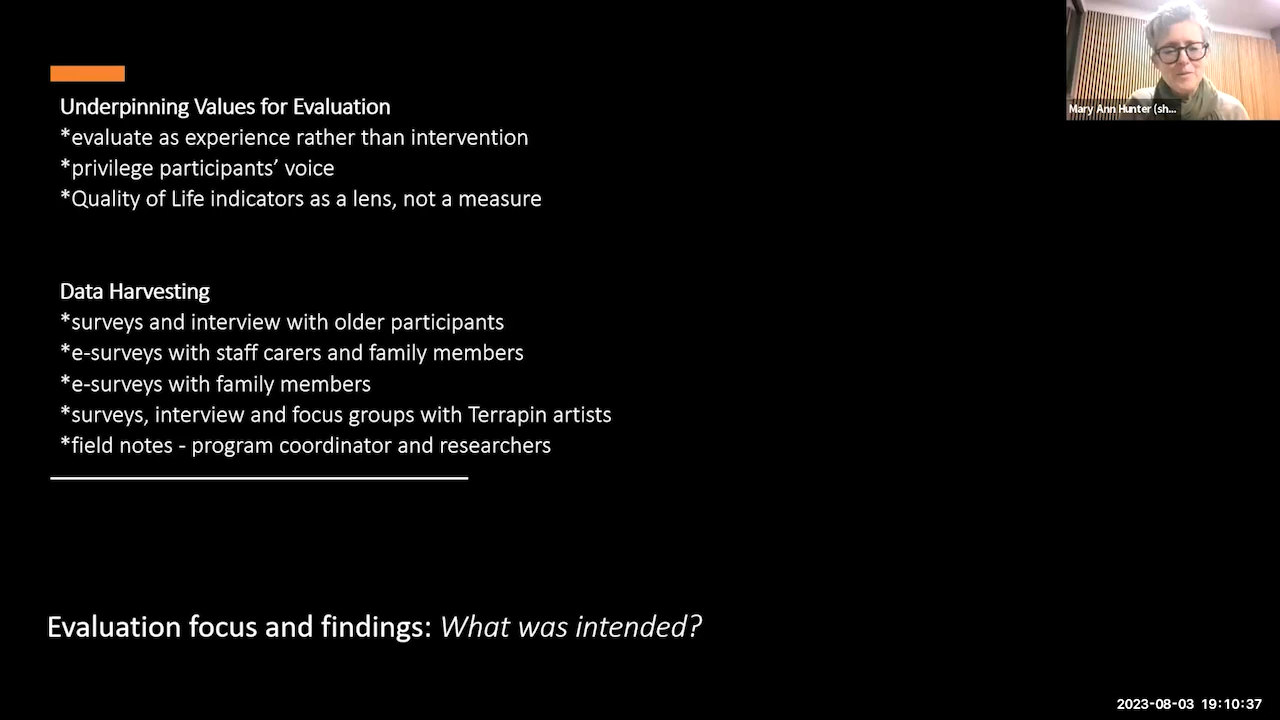 Underpinning Values for Evaluation
*evaluate as experience rather than intervention
*privilege participants’ voice
*Quality of Life indicators as a lens, not a measure
Data Harvesting
*surveys and interview with older participants
*e-surveys with staff carers and family members
*e-surveys with family members
*surveys, interview and focus groups with Terrapin artists
*field notes - program coordinator and researchers
Evaluation focus and findings: What was intended?
Mary Ann Hunter (sh...
2023-08-03 19:10:37